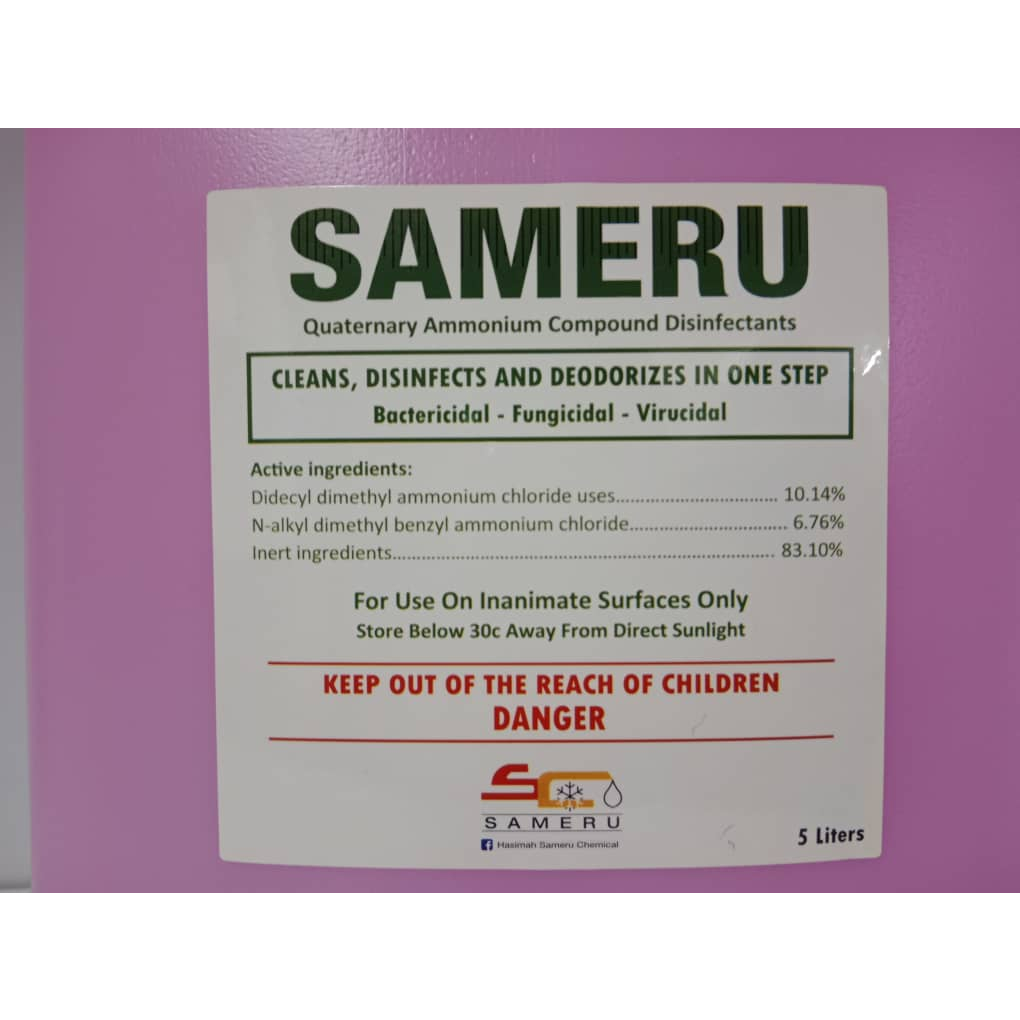 SAMERU
Quaternary Ammonium Compound Disinfectants
CLEANS, DISINFECTS AND DEODORIZES IN ONE STEP
Bactericidal - Fungicidal - Virucidal
Active ingredients:
Didecyl dimethyl ammonium chloride uses............................... 10.14%
N-alkyl dimethyl benzyl ammonium chloride.............................. 6.76%
Inert ingredients......................................................................... 83.10%
For Use On Inanimate Surfaces Only
Store Below 30c Away From Direct Sunlight
KEEP OUT OF THE REACH OF CHILDREN
DANGER
SC
SAMERU
f Hasimah Sameru Chemical
5 Liters